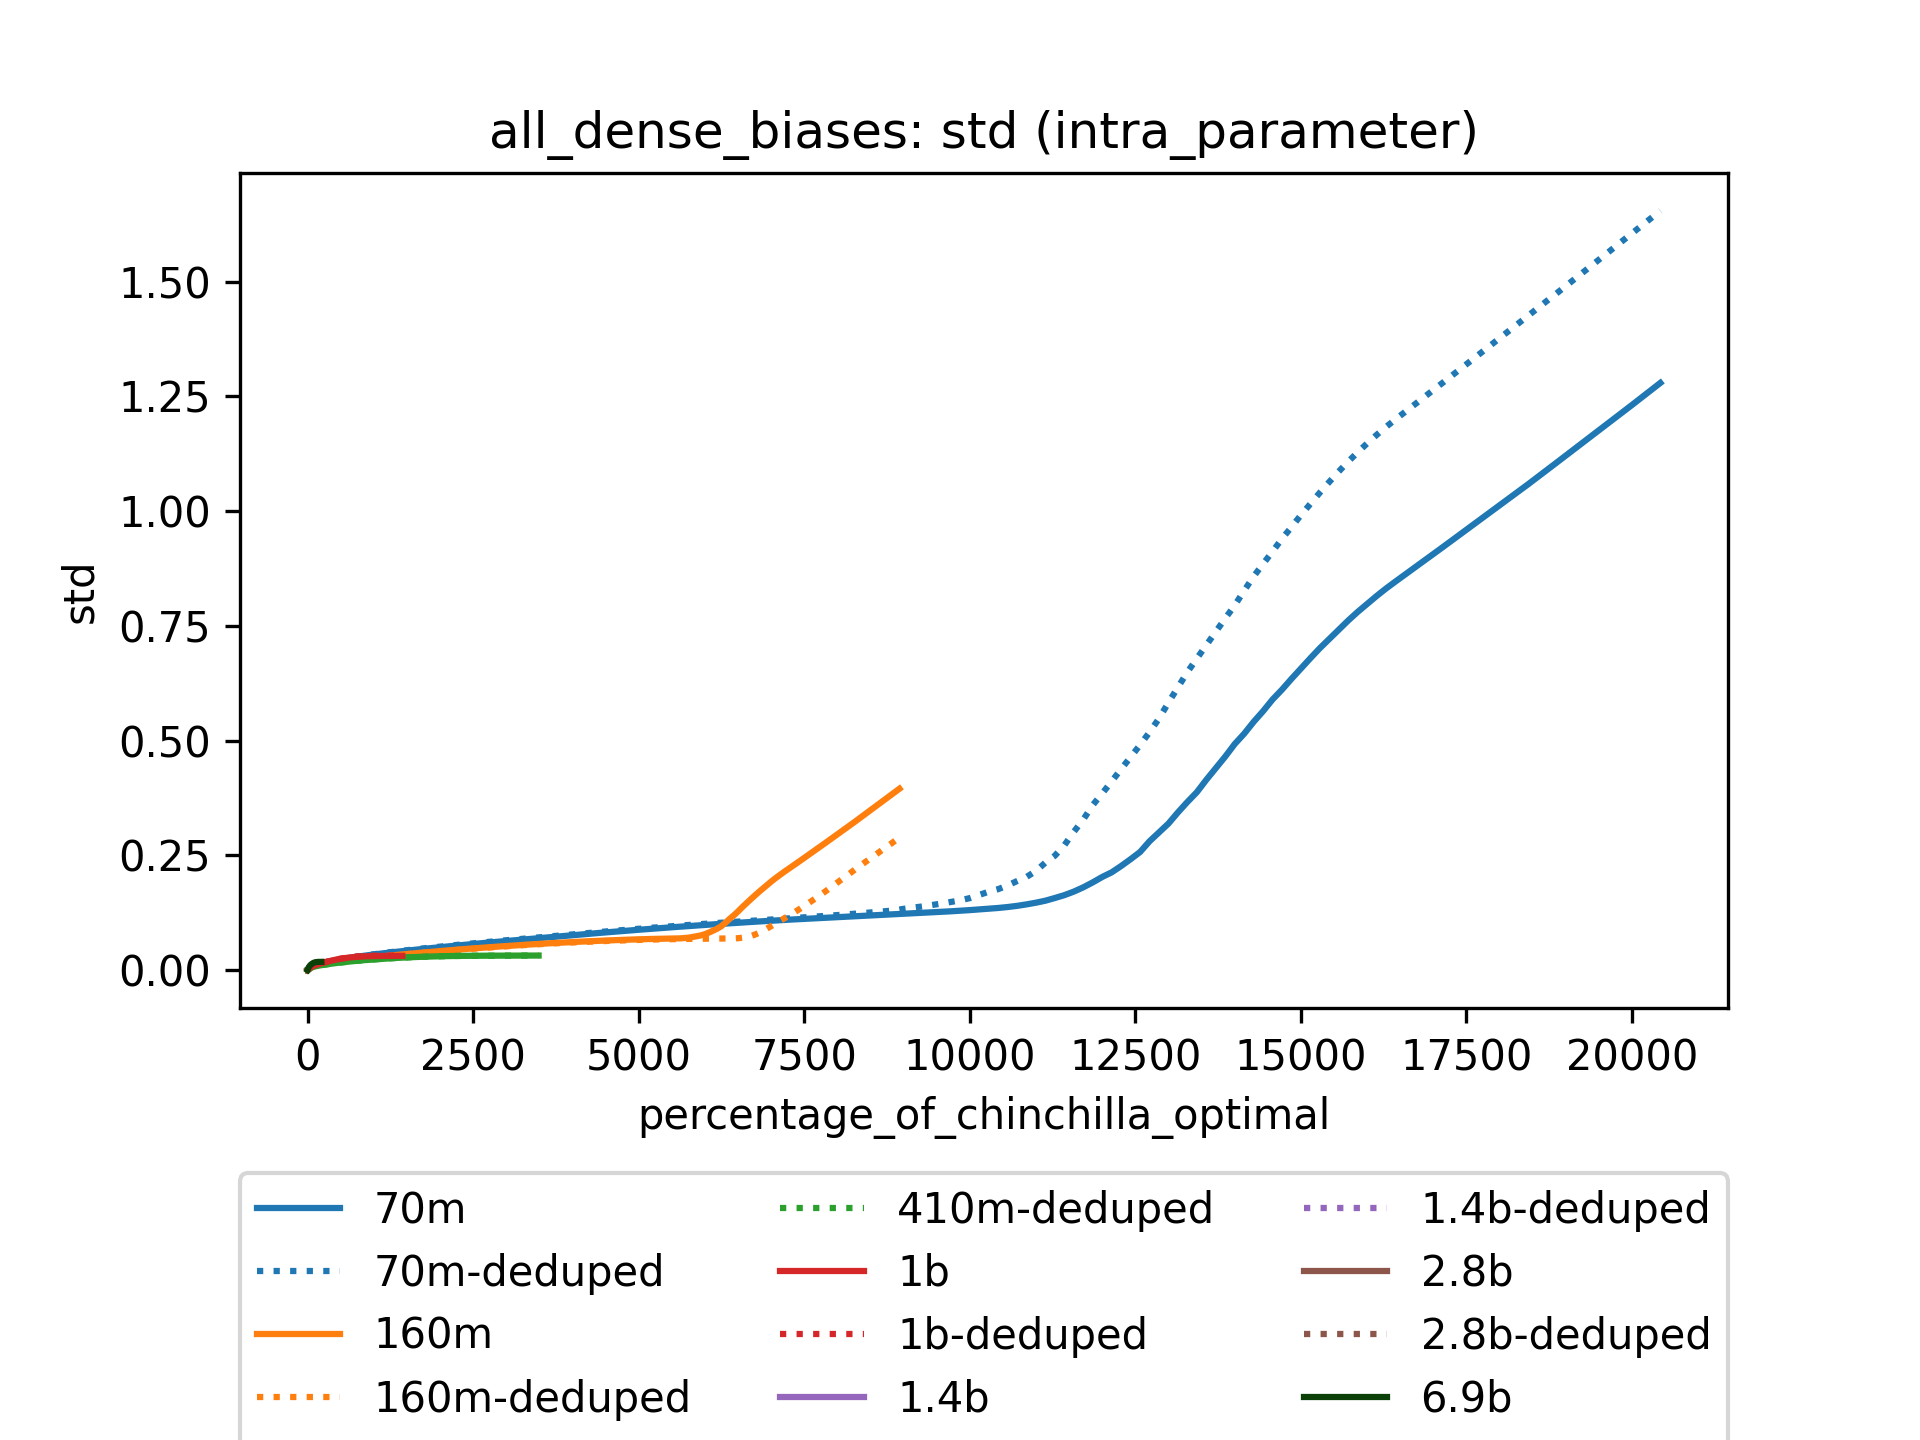 all_dense_biases: std (intra_parameter)
1.50
1.25
1.00
0.75
0.50
0.25
0.00
std
0 2500 5000 7500 10000 12500 15000 17500 20000
percentage_of_chinchilla_optimal
70m 410m-deduped 1.4b-deduped
70m-deduped 1b 2.8b
160m 1b-deduped 2.8b-deduped
160m-deduped 1.4b 6.9b